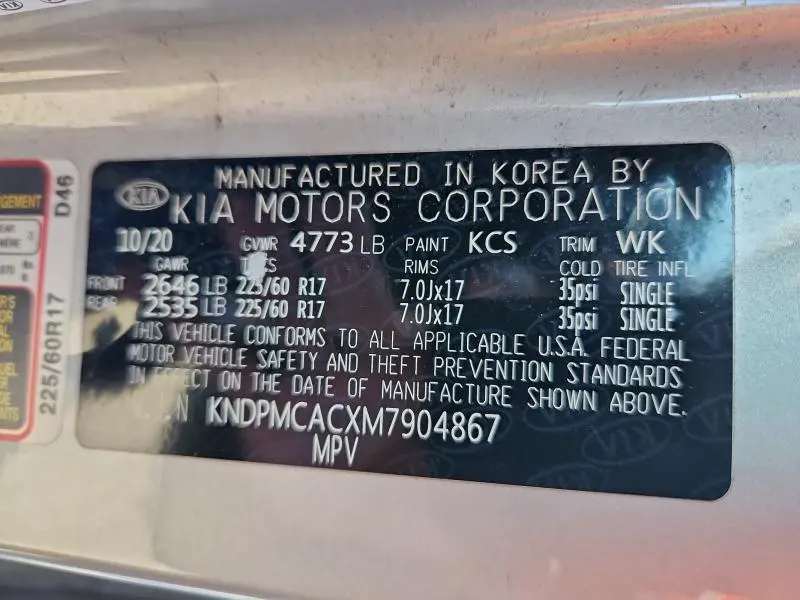 MANUFACTURED IN KOREA BY
KIA KIA MOTORS CORPORATION
10/20 GVWR 4773 LB PAINT KCS TRIM WK
GAWR RIMS COLD TIRE INFL
FRONT 2646 LB 225/60 R17 7.0Jx17 35psi SINGLE
REAR 2535 LB 225/60 R17 7.0Jx17 35psi SINGLE
THIS VEHICLE CONFORMS TO ALL APPLICABLE U.S.A. FEDERAL
MOTOR VEHICLE SAFETY AND THEFT PREVENTION STANDARDS
IN EFFECT ON THE DATE OF MANUFACTURE SHOWN ABOVE.
KNDPMCACXM7904867
MPV
D46
225/60R17